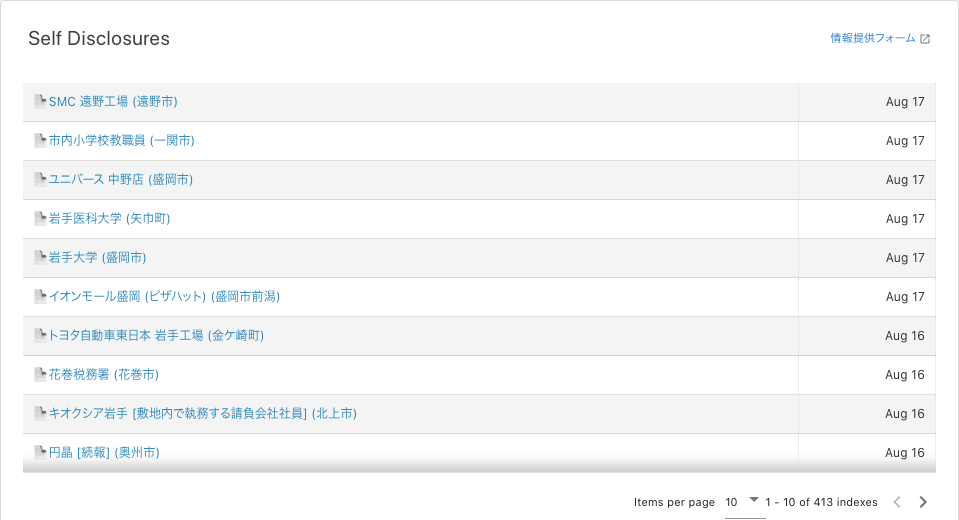 Self Disclosures
情報提供フォーム
SMC 遠野工場 (遠野市)
Aug 17
市内小学校教職員 (一関市)
Aug 17
ユニバース 中野店 (盛岡市)
Aug 17
岩手医科大学 (矢巾町)
Aug 17
岩手大学 (盛岡市)
Aug 17
イオンモール盛岡 (ピザハット) (盛岡市前潟)
Aug 17
トヨタ自動車東日本 岩手工場 (金ケ崎町)
Aug 16
花巻税務署 (花巻市)
Aug 16
キオクシア岩手 [敷地内で執務する請負会社社員] (北上市)
Aug 16
円晶 [続報] (奥州市)
Aug 16
Items per page 10 1 - 10 of 413 indexes